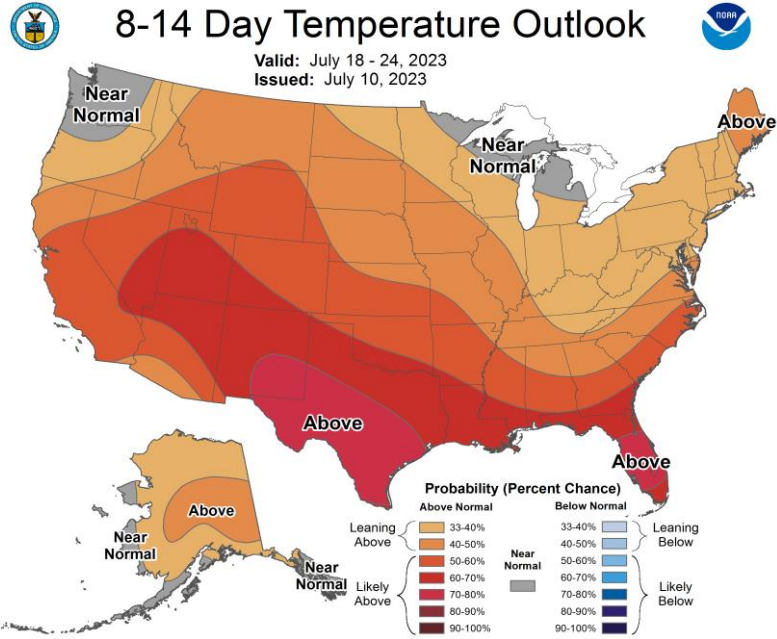 8-14 Day Temperature Outlook
NOAA
Valid: July 18 - 24, 2023
Issued: July 10, 2023
Near
Normal
Near
Normal
Above
Above
Above
Above
Near
Normal
Near
Normal
Probability (Percent Chance)
Above Normal
Below Normal
Leaning
Above
33-40%
40-50%
Likely
Above
50-60%
60-70%
70-80%
80-90%
90-100%
Near
Normal
33-40%
40-50%
Leaning
Below
50-60%
60-70%
70-80%
80-90%
90-100%
Likely
Below